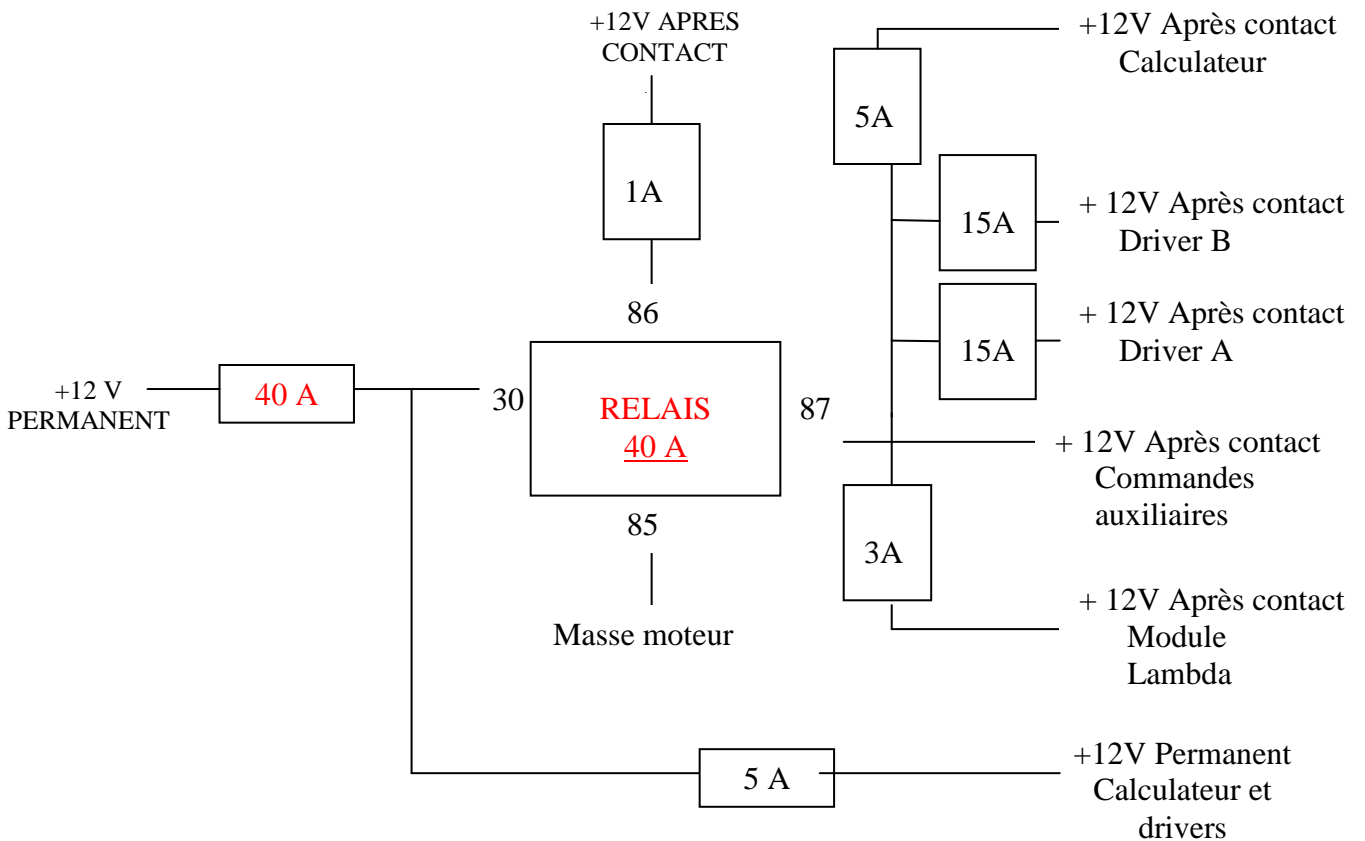 +12V APRES
CONTACT
+12V Après contact
Calculateur
5A
1A
15A
+ 12V Après contact
Driver B
86
15A
+ 12V Après contact
Driver A
+12 V
PERMANENT
40 A
30
RELAIS
40 A
87
+ 12V Après contact
Commandes
auxiliaires
85
3A
Masse moteur
+ 12V Après contact
Module
Lambda
5 A
+12V Permanent
Calculateur et
drivers